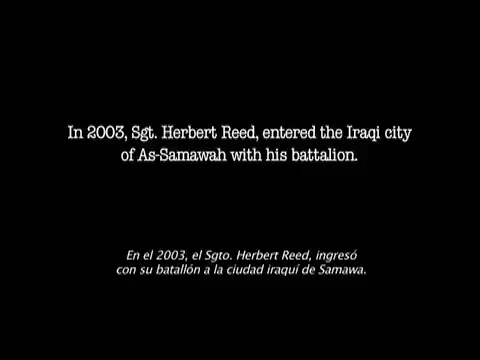 In 2003, Sgt. Herbert Reed, entered the Iraqi city
of As-Samawah with his battalion.
En el 2003, el Sgto. Herbert Reed, ingresó
con su batallón a la ciudad iraquí de Samawa.